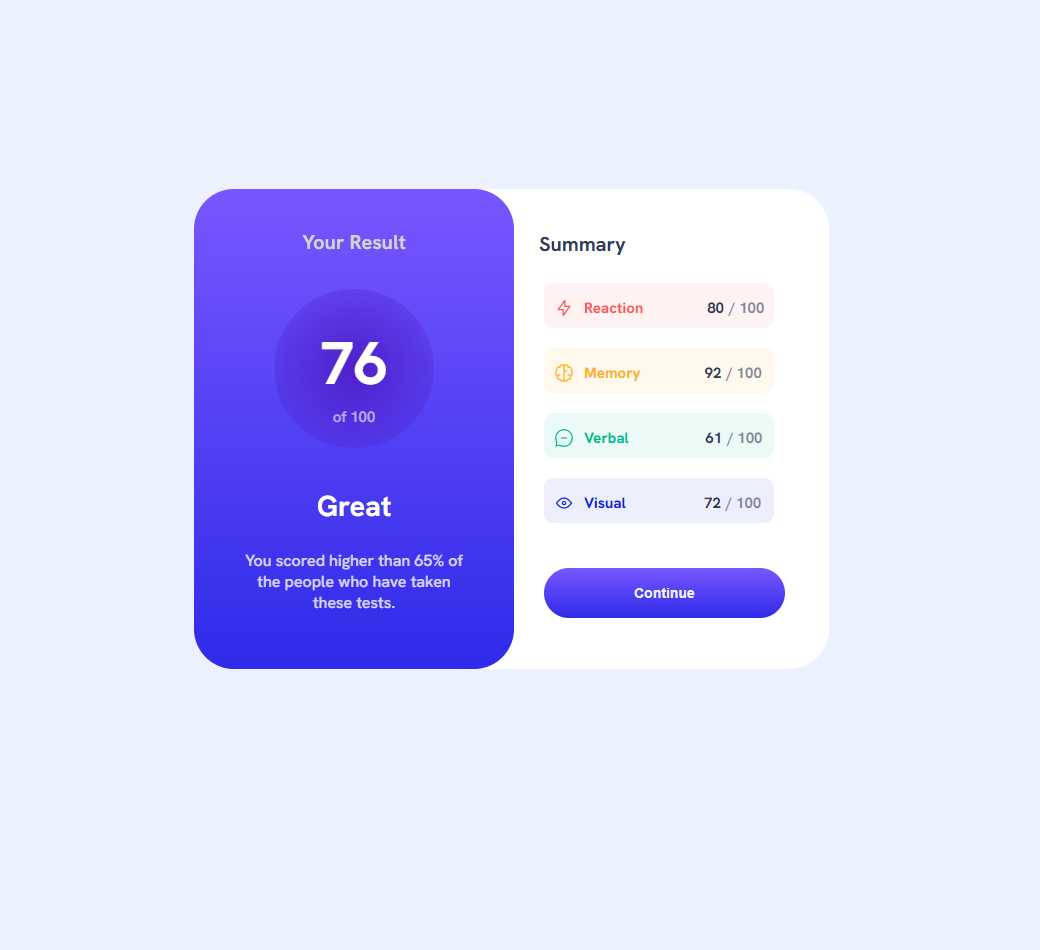 Your Result
76
of 100
Great
You scored higher than 65% of
the people who have taken
these tests.
Summary
Reaction 80 / 100
Memory 92 / 100
Verbal 61 / 100
Visual 72 / 100
Continue